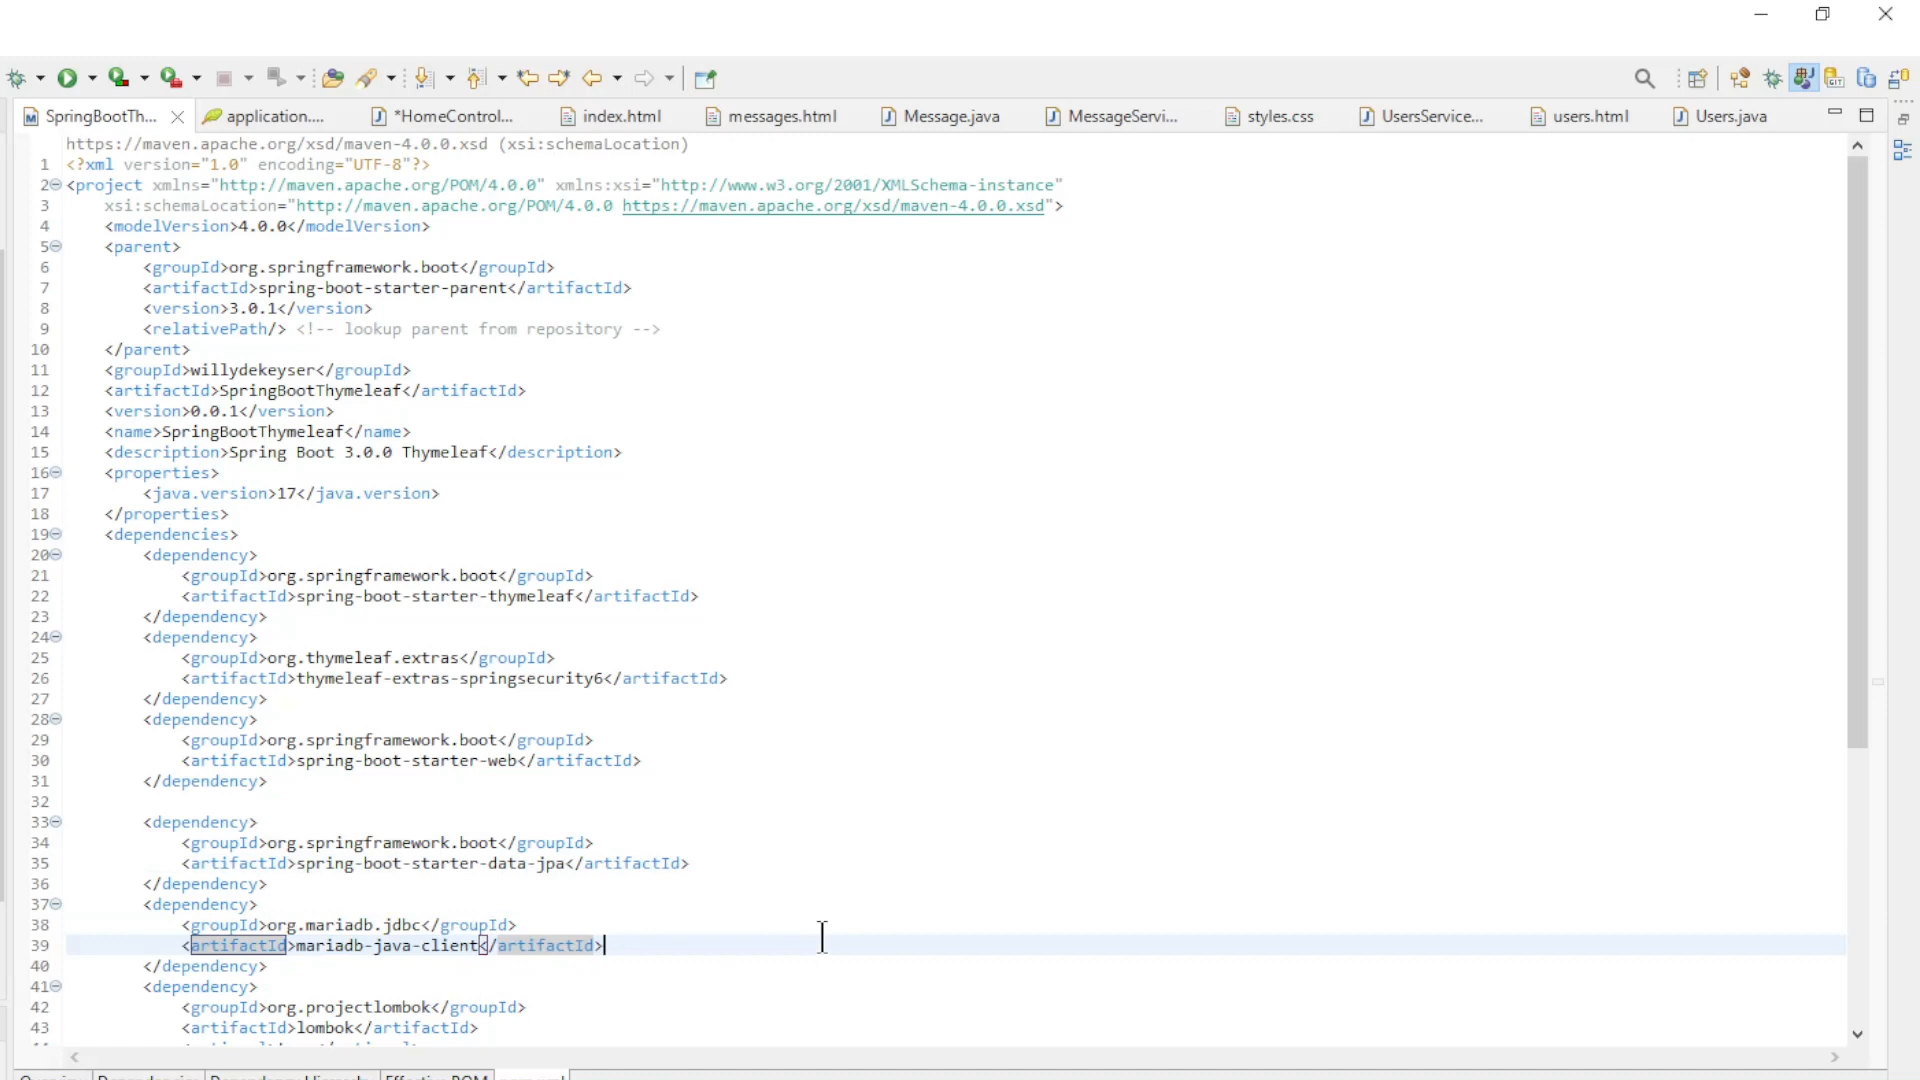 SpringBootTh...
application....
*HomeControl...
index.html
messages.html
Message.java
MessageServi...
styles.css
UsersService...
users.html
Users.java
https://maven.apache.org/xsd/maven-4.0.0.xsd (xsi:schemaLocation)
1 <?xml version="1.0" encoding="UTF-8"?>
2 <project xmlns="http://maven.apache.org/POM/4.0.0" xmlns:xsi="http://www.w3.org/2001/XMLSchema-instance"
3 xsi:schemaLocation="http://maven.apache.org/POM/4.0.0 https://maven.apache.org/xsd/maven-4.0.0.xsd">
4 <modelVersion>4.0.0</modelVersion>
5 <parent>
6 <groupId>org.springframework.boot</groupId>
7 <artifactId>spring-boot-starter-parent</artifactId>
8 <version>3.0.1</version>
9 <relativePath/> <!-- lookup parent from repository -->
10 </parent>
11 <groupId>willydekeyser</groupId>
12 <artifactId>SpringBootThymeleaf</artifactId>
13 <version>0.0.1</version>
14 <name>SpringBootThymeleaf</name>
15 <description>Spring Boot 3.0.0 Thymeleaf</description>
16 <properties>
17 <java.version>17</java.version>
18 </properties>
19 <dependencies>
20 <dependency>
21 <groupId>org.springframework.boot</groupId>
22 <artifactId>spring-boot-starter-thymeleaf</artifactId>
23 </dependency>
24 <dependency>
25 <groupId>org.thymeleaf.extras</groupId>
26 <artifactId>thymeleaf-extras-springsecurity6</artifactId>
27 </dependency>
28 <dependency>
29 <groupId>org.springframework.boot</groupId>
30 <artifactId>spring-boot-starter-web</artifactId>
31 </dependency>
32
33 <dependency>
34 <groupId>org.springframework.boot</groupId>
35 <artifactId>spring-boot-starter-data-jpa</artifactId>
36 </dependency>
37 <dependency>
38 <groupId>org.mariadb.jdbc</groupId>
39 <artifactId>mariadb-java-client</artifactId>
40 </dependency>
41 <dependency>
42 <groupId>org.projectlombok</groupId>
43 <artifactId>lombok</artifactId>
Effective POM